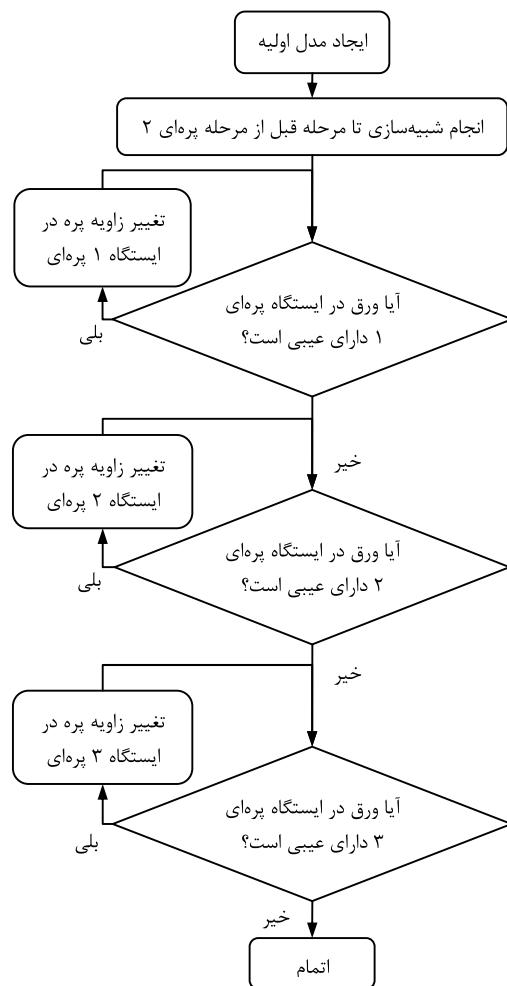 ایجاد مدل اولیه
انجام شبیه‌سازی تا مرحله قبل از مرحله پره‌ای ۲
تغییر زاویه پره در
ایستگاه ۱ پره‌ای
آیا ورق در ایستگاه پره‌ای
۱ دارای عیبی است؟
بلی
خیر
تغییر زاویه پره در
ایستگاه ۲ پره‌ای
آیا ورق در ایستگاه پره‌ای
۲ دارای عیبی است؟
بلی
خیر
تغییر زاویه پره در
ایستگاه ۳ پره‌ای
آیا ورق در ایستگاه پره‌ای
۳ دارای عیبی است؟
بلی
خیر
اتمام